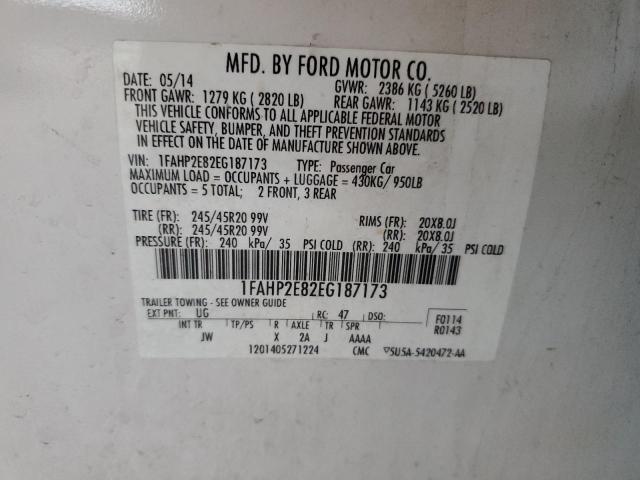 MFD. BY FORD MOTOR CO.
DATE: 05/14 GVWR: 2386 KG ( 5260 LB)
FRONT GAWR: 1279 KG ( 2820 LB) REAR GAWR: 1143 KG ( 2520 LB)
THIS VEHICLE CONFORMS TO ALL APPLICABLE FEDERAL MOTOR
VEHICLE SAFETY, BUMPER, AND THEFT PREVENTION STANDARDS
IN EFFECT ON THE DATE OF MANUFACTURE SHOWN ABOVE.
VIN: 1FAHP2E82EG187173 TYPE: Passenger Car
MAXIMUM LOAD = OCCUPANTS + LUGGAGE = 430KG/ 950LB
OCCUPANTS = 5 TOTAL; 2 FRONT, 3 REAR
TIRE (FR): 245/45R20 99V RIMS (FR): 20X8.0J
(RR): 245/45R20 99V (RR): 20X8.0J
PRESSURE (FR): 240 kPa/ 35 PSI COLD (RR): 240 kPa/ 35 PSI COLD
1FAHP2E82EG187173
TRAILER TOWING - SEE OWNER GUIDE
EXT PNT: UG RC: 47 DSO: F0114
INT TR TP/PS R AXLE TR SPR R0143
JW X 2A J AAAA
1201405271224 CMC ▽5U5A-5420472-AA